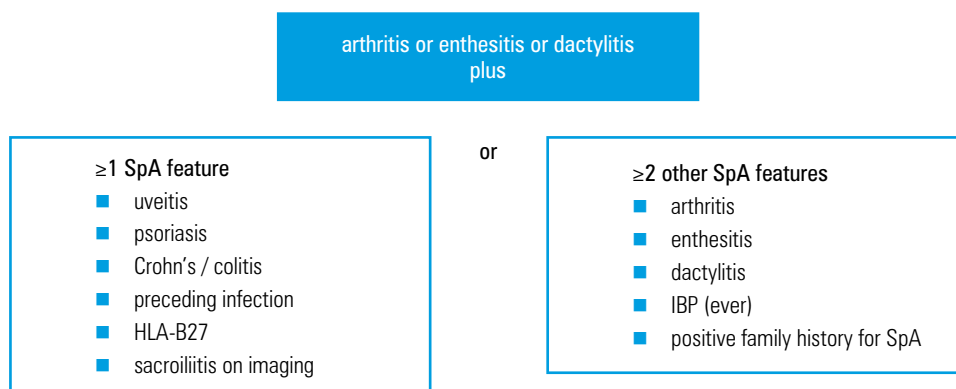 arthritis or enthesitis or dactylitis
plus
≥1 SpA feature
uveitis
psoriasis
Crohn's / colitis
preceding infection
HLA-B27
sacroiliitis on imaging
or
≥2 other SpA features
arthritis
enthesitis
dactylitis
IBP (ever)
positive family history for SpA